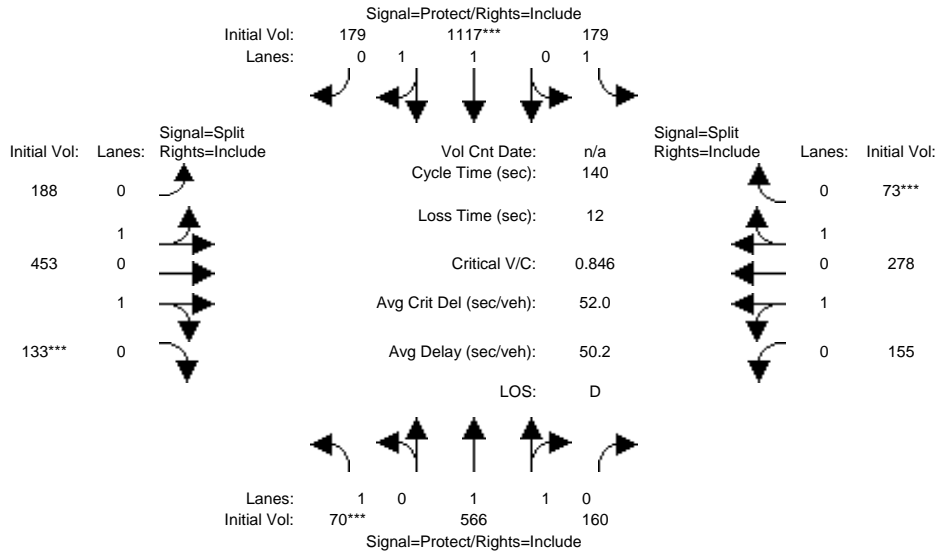 Signal=Protect/Rights=Include
Initial Vol: 179 1117*** 179
Lanes: 0 1 1 0 1
Signal=Split Signal=Split
Initial Vol: Lanes: Rights=Include Vol Cnt Date: n/a Rights=Include Lanes: Initial Vol:
Cycle Time (sec): 140
188 0 0 73***
Loss Time (sec): 12
1 1
453 0 Critical V/C: 0.846 0 278
1 Avg Crit Del (sec/veh): 52.0 1
133*** 0 Avg Delay (sec/veh): 50.2 0 155
LOS: D
Lanes: 1 0 1 1 0
Initial Vol: 70*** 566 160
Signal=Protect/Rights=Include